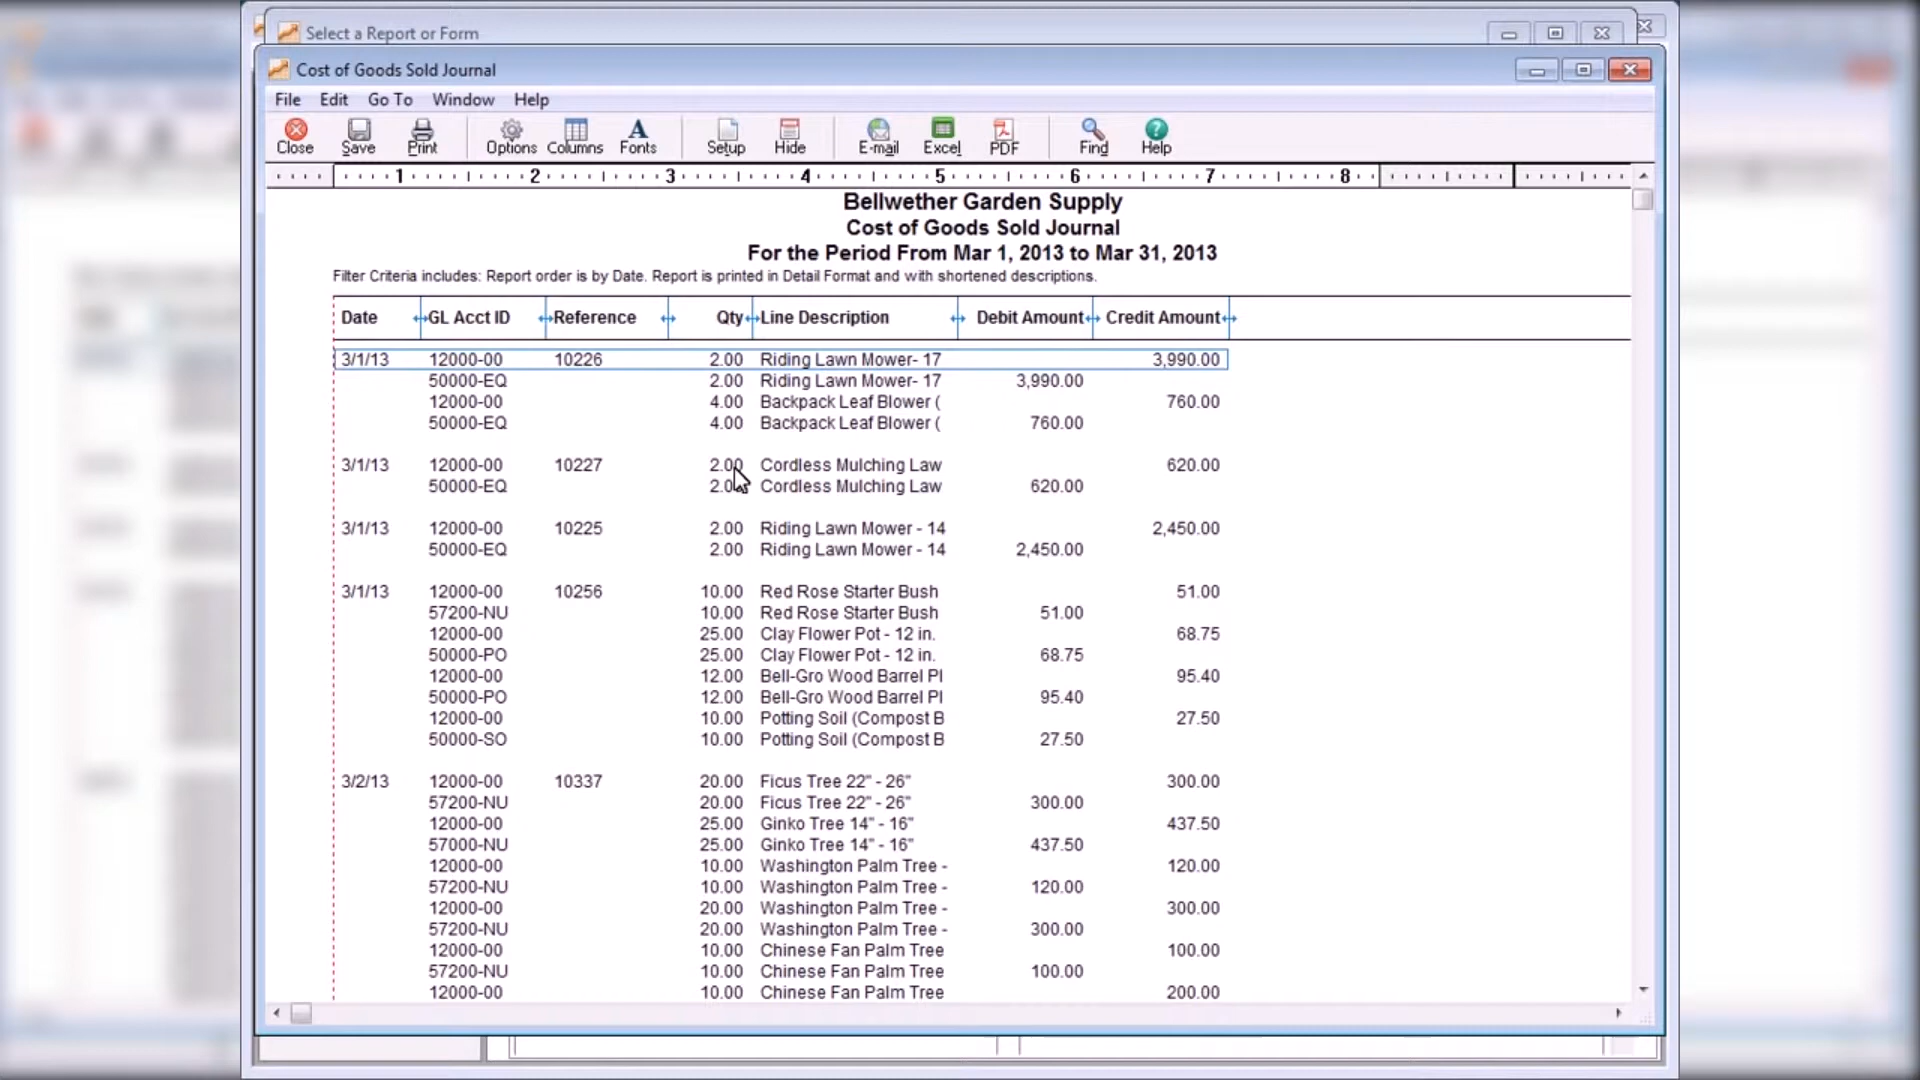 Select a Report or Form
Cost of Goods Sold Journal
File Edit Go To Window Help
Close Save Print Options Columns Fonts Setup Hide E-mail Excel PDF Find Help
1 2 3 4 5 6 7 8
Bellwether Garden Supply
Cost of Goods Sold Journal
For the Period From Mar 1, 2013 to Mar 31, 2013
Filter Criteria includes: Report order is by Date. Report is printed in Detail Format and with shortened descriptions.
Date GL Acct ID Reference Qty Line Description Debit Amount Credit Amount
3/1/13 12000-00 10226 2.00 Riding Lawn Mower- 17 3,990.00
50000-EQ 2.00 Riding Lawn Mower- 17 3,990.00
12000-00 4.00 Backpack Leaf Blower ( 760.00
50000-EQ 4.00 Backpack Leaf Blower ( 760.00
3/1/13 12000-00 10227 2.00 Cordless Mulching Law 620.00
50000-EQ 2.00 Cordless Mulching Law 620.00
3/1/13 12000-00 10225 2.00 Riding Lawn Mower - 14 2,450.00
50000-EQ 2.00 Riding Lawn Mower - 14 2,450.00
3/1/13 12000-00 10256 10.00 Red Rose Starter Bush 51.00
57200-NU 10.00 Red Rose Starter Bush 51.00
12000-00 25.00 Clay Flower Pot - 12 in. 68.75
50000-PO 25.00 Clay Flower Pot - 12 in. 68.75
12000-00 12.00 Bell-Gro Wood Barrel Pl 95.40
50000-PO 12.00 Bell-Gro Wood Barrel Pl 95.40
12000-00 10.00 Potting Soil (Compost B 27.50
50000-SO 10.00 Potting Soil (Compost B 27.50
3/2/13 12000-00 10337 20.00 Ficus Tree 22" - 26" 300.00
57200-NU 20.00 Ficus Tree 22" - 26" 300.00
12000-00 25.00 Ginko Tree 14" - 16" 437.50
57000-NU 25.00 Ginko Tree 14" - 16" 437.50
12000-00 10.00 Washington Palm Tree - 120.00
57200-NU 10.00 Washington Palm Tree - 120.00
12000-00 20.00 Washington Palm Tree - 300.00
57200-NU 20.00 Washington Palm Tree - 300.00
12000-00 10.00 Chinese Fan Palm Tree 100.00
57200-NU 10.00 Chinese Fan Palm Tree 100.00
12000-00 10.00 Chinese Fan Palm Tree 200.00